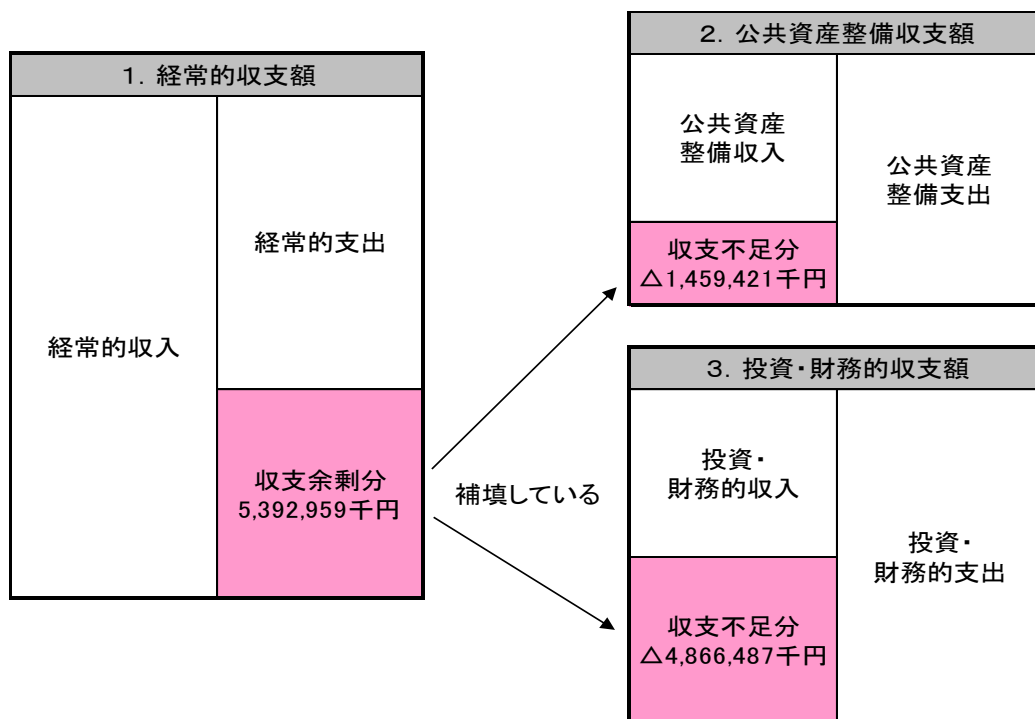 1．経常的収支額
経常的収入
経常的支出
収支余剰分
5,392,959千円
補填している
2．公共資産整備収支額
公共資産
整備収入
収支不足分
△1,459,421千円
公共資産
整備支出
3．投資・財務的収支額
投資・
財務的収入
収支不足分
△4,866,487千円
投資・
財務的支出